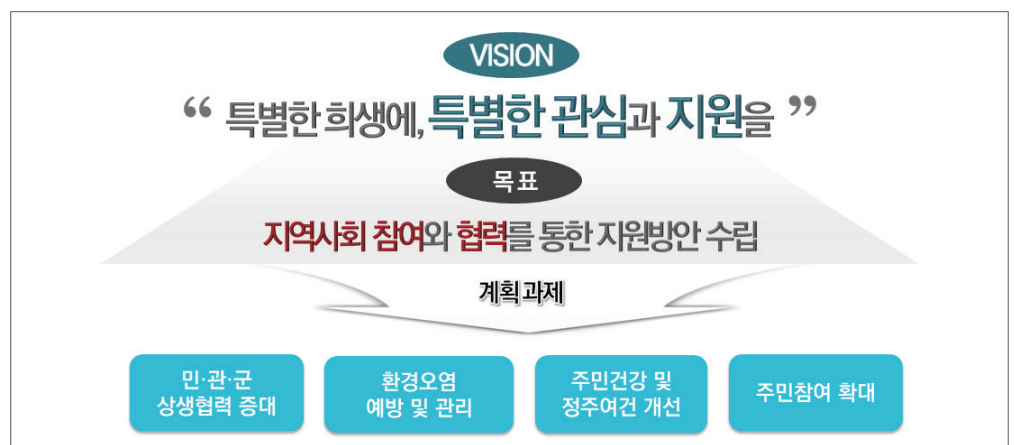 VISION
“ 특별한 희생에, 특별한 관심과 지원을 ”
목표
지역사회 참여와 협력를 통한 지원방안 수립
계획과제
민·관·군
상생협력 증대
환경오염
예방 및 관리
주민건강 및
정주여건 개선
주민참여 확대